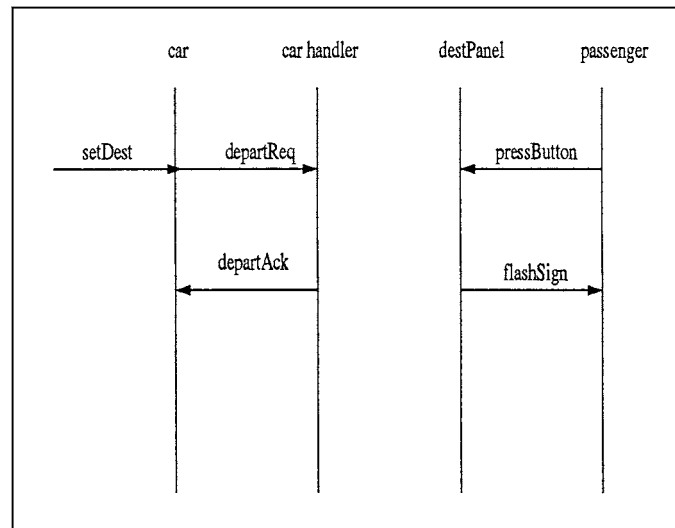 car car handler destPanel passenger
setDest departReq pressButton
departAck flashSign